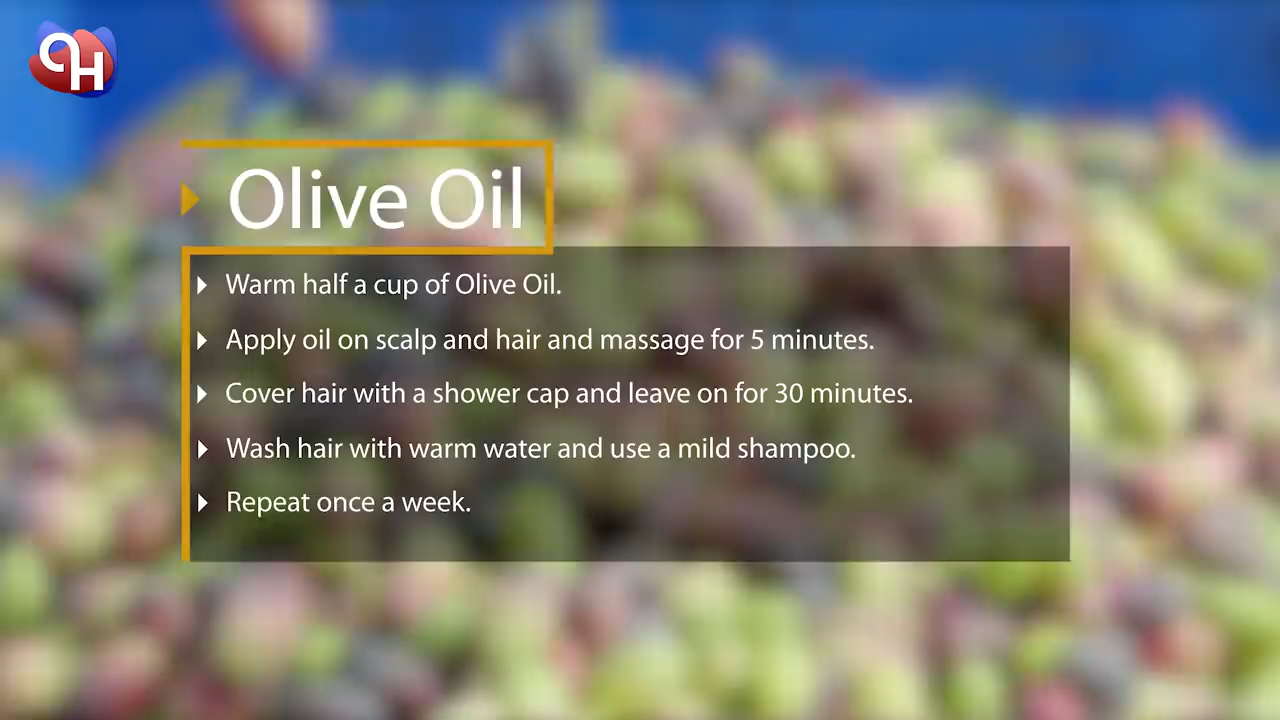 QH
Olive Oil
Warm half a cup of Olive Oil.
Apply oil on scalp and hair and massage for 5 minutes.
Cover hair with a shower cap and leave on for 30 minutes.
Wash hair with warm water and use a mild shampoo.
Repeat once a week.